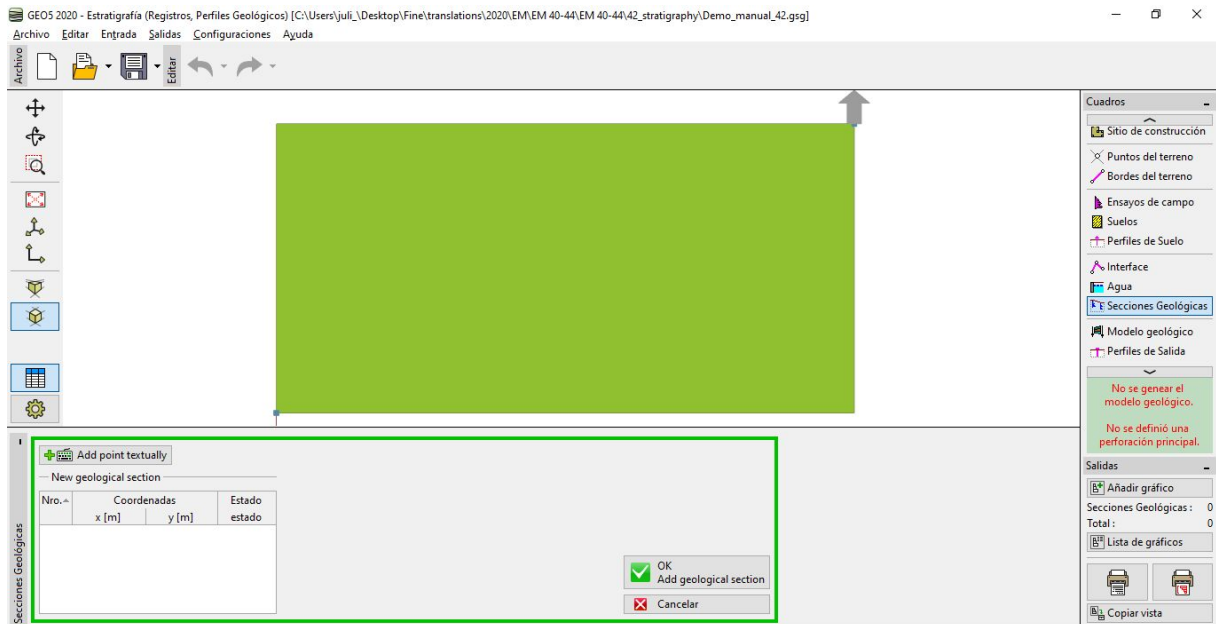 GEO5 2020 - Estratigrafía (Registros, Perfiles Geológicos) [C:\Users\juli_\Desktop\Fine\translations\2020\EM\EM 40-44\EM 40-44\42_stratigraphy\Demo_manual_42.gsg]
Archivo Editar Entrada Salidas Configuraciones Ayuda
Archivo
Editar
Cuadros
Sitio de construcción
Puntos del terreno
Bordes del terreno
Ensayos de campo
Suelos
Perfiles de Suelo
Interface
Agua
Secciones Geológicas
Modelo geológico
Perfiles de Salida
No se genear el
modelo geológico.
No se definió una
perforación principal.
Salidas
Añadir gráfico
Secciones Geológicas : 0
Total : 0
Lista de gráficos
Copiar vista
Secciones Geológicas
Add point textually
New geological section
Nro. Coordenadas Estado
x [m] y [m] estado
OK
Add geological section
Cancelar